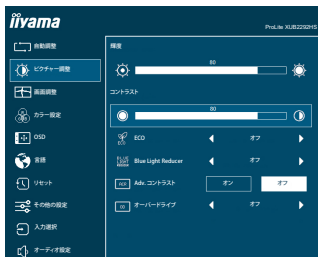 iiyama
ProLite XUB2292HS
自動調整
ピクチャー調整
画面調整
カラー設定
OSD
言語
リセット
その他の設定
入力選択
オーディオ設定
輝度
80
コントラスト
80
ECO
ECO
オフ
BLUE
Blue Light Reducer
オフ
ACR
Adv. コントラスト
オン
オフ
OD
オーバードライブ
オフ